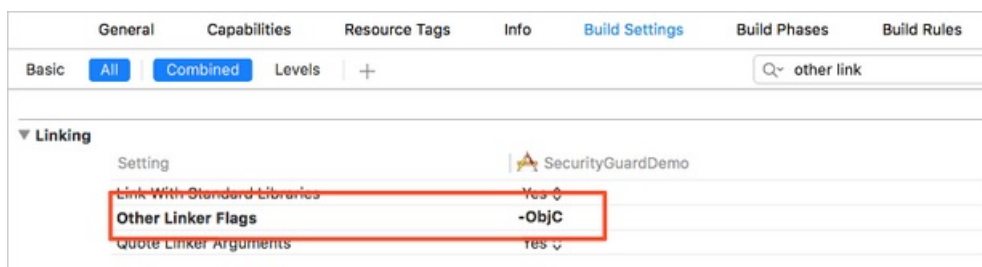 General Capabilities Resource Tags Info Build Settings Build Phases Build Rules
Basic All Combined Levels + other link
Linking
Setting SecurityGuardDemo
Link With Standard Libraries Yes
Other Linker Flags -ObjC
Quote Linker Arguments Yes